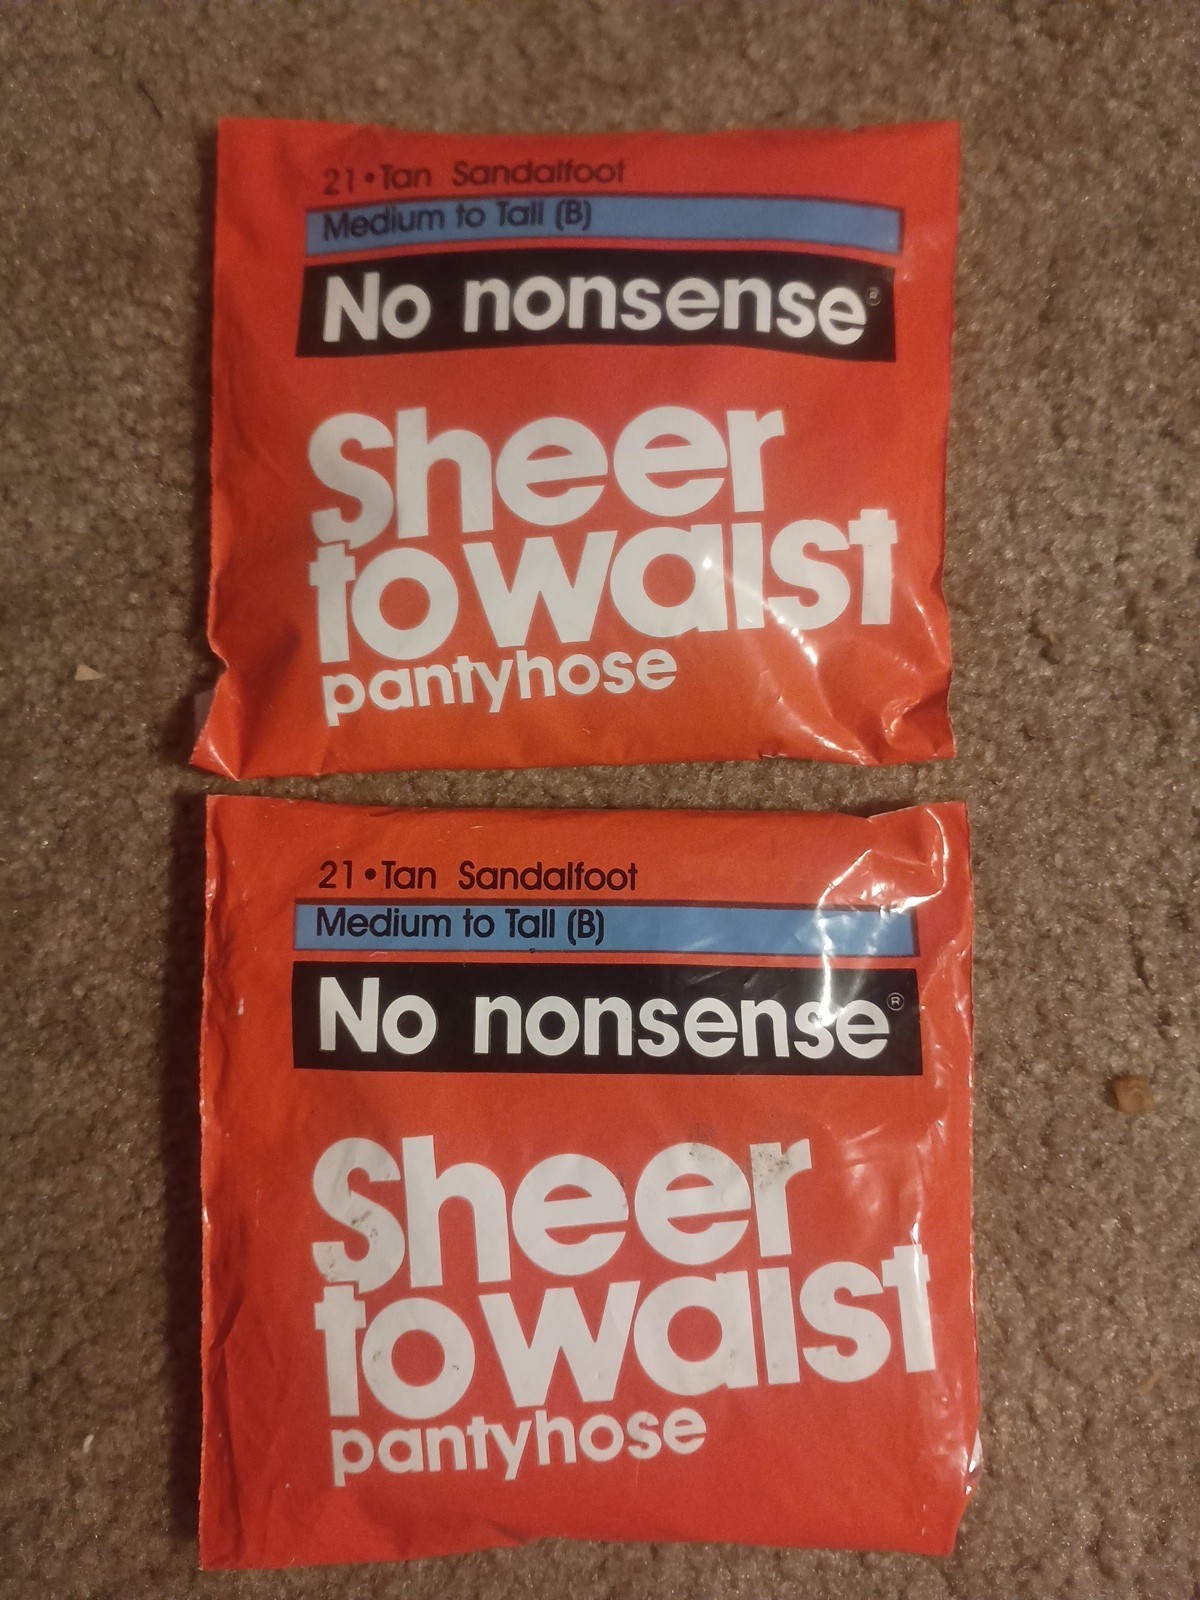 21•Tan Sandalfoot
Medium to Tall (B)
No nonsense®
Sheer
to waist
pantyhose
21•Tan Sandalfoot
Medium to Tall (B)
No nonsense®
Sheer
to waist
pantyhose